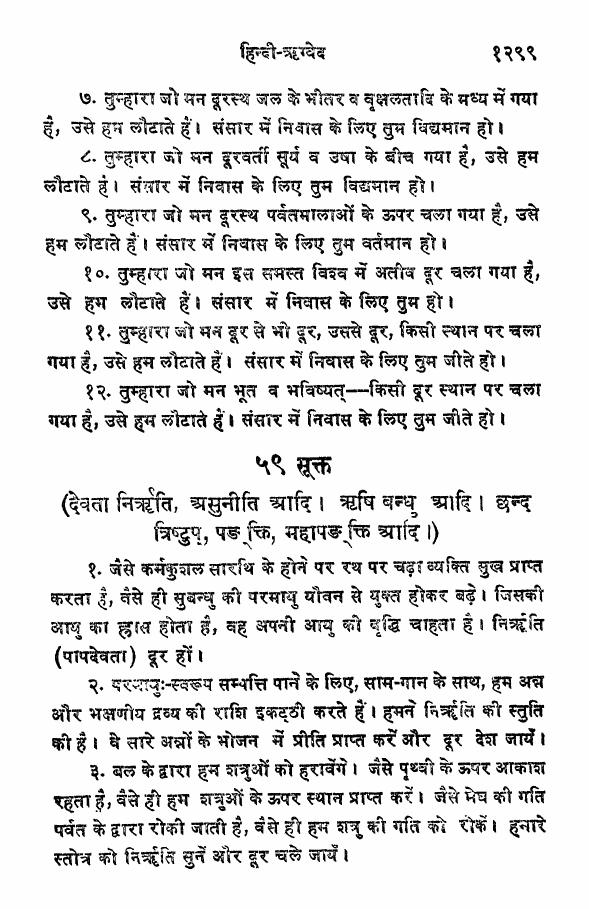 हिन्दी-ऋग्वेद १२९९
७. तुम्हारा जो मन दूरस्थ जल के भीतर व वृक्षलतादि के मध्य में गया
है, उसे हम लौटाते हैं। संसार में निवास के लिए तुम विद्यमान हो।
८. तुम्हारा जो मन दूरवर्ती सूर्य व उषा के बीच गया है, उसे हम
लौटाते हैं। संसार में निवास के लिए तुम विद्यमान हो।
९. तुम्हारा जो मन दूरस्थ पर्वतमालाओं के ऊपर चला गया है, उसे
हम लौटाते हैं। संसार में निवास के लिए तुम वर्तमान हो।
१०. तुम्हारा जो मन इस समस्त विश्व में अतीव दूर चला गया है,
उसे हम लौटाते हैं। संसार में निवास के लिए तुम हो।
११. तुम्हारा जो मन दूर से भी दूर, उससे दूर, किसी स्थान पर चला
गया है, उसे हम लौटाते हैं। संसार में निवास के लिए तुम जीते हो।
१२. तुम्हारा जो मन भूत व भविष्यत्—किसी दूर स्थान पर चला
गया है, उसे हम लौटाते हैं। संसार में निवास के लिए तुम जीते हो।
५९ सूक्त
(देवता निर्ऋति, असुनीति आदि। ऋषि बन्धु आदि। छन्द
त्रिष्टुप्, पङ्क्ति, महापङ्क्ति आदि।)
१. जैसे कर्मकुशल सारथि के होने पर रथ पर चढ़ा व्यक्ति सुख प्राप्त
करता है, वैसे ही सुबन्धु की परमायु यौवन से युक्त होकर बढ़े। जिसकी
आयु का ह्रास होता है, वह अपनी आयु की वृद्धि चाहता है। निर्ऋति
(पापदेवता) दूर हों।
२. परमायुः-स्वरूप सम्पत्ति पाने के लिए, साम-गान के साथ, हम अन्न
और भक्षणीय द्रव्य की राशि इकट्ठी करते हैं। हमने निर्ऋति की स्तुति
की है। वे सारे अन्नों के भोजन में प्रीति प्राप्त करें और दूर देश जायँ।
३. बल के द्वारा हम शत्रुओं को हरावेंगे। जैसे पृथ्वी के ऊपर आकाश
रहता है, वैसे ही हम शत्रुओं के ऊपर स्थान प्राप्त करें। जैसे मेघ की गति
पर्वत के द्वारा रोकी जाती है, वैसे ही हम शत्रु की गति को रोकें। हमारे
स्तोत्र को निर्ऋति सुनें और दूर चले जायँ।